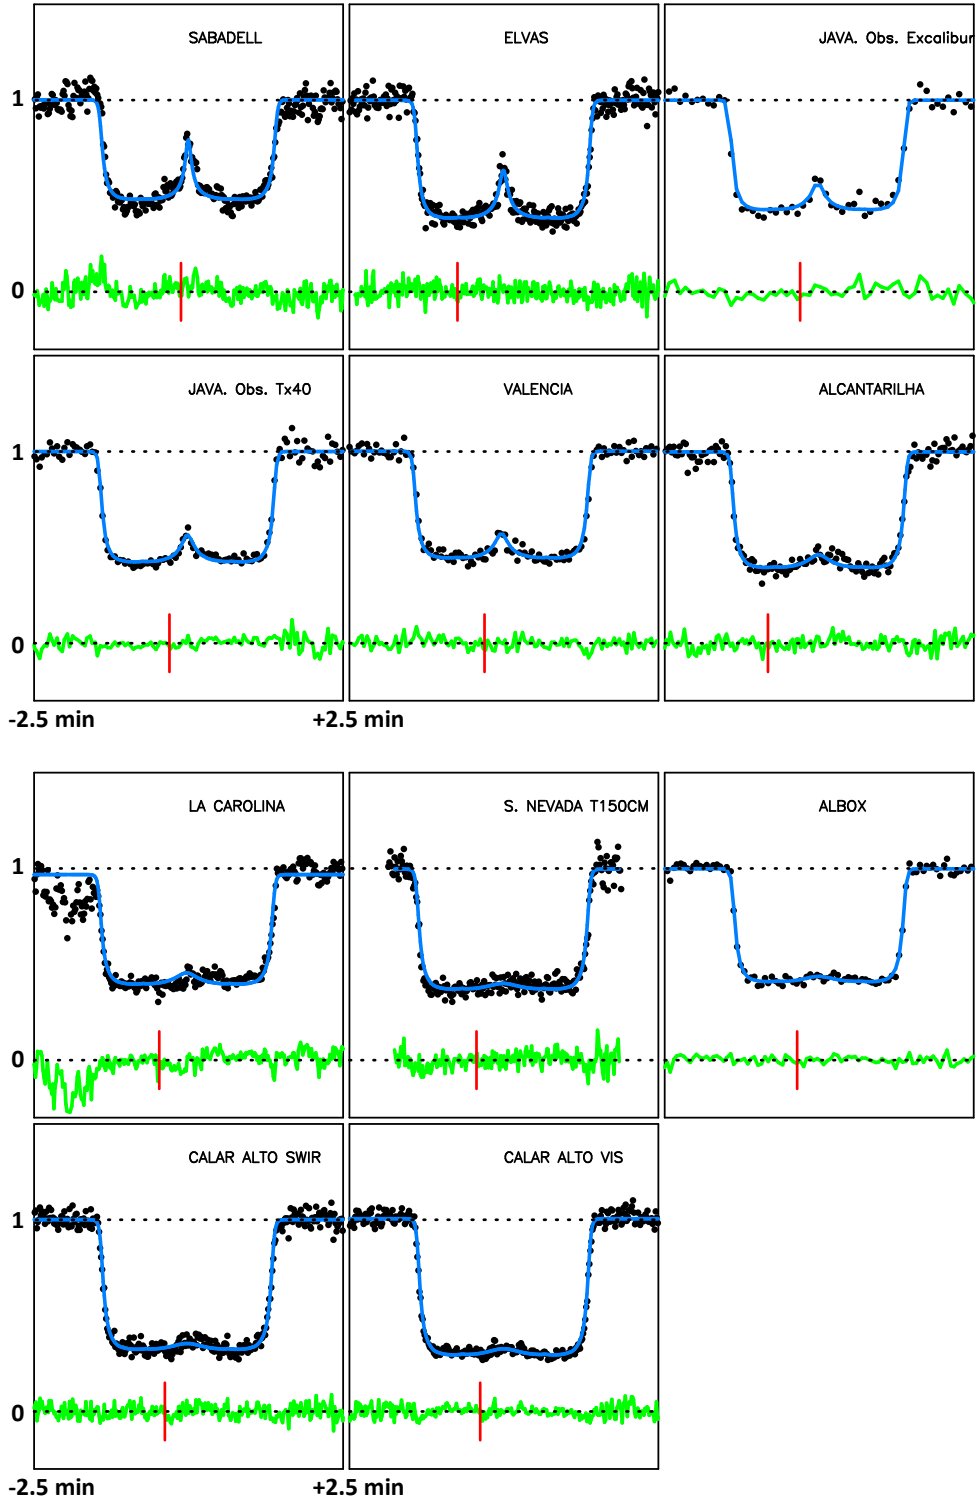 SABADELL
ELVAS
JAVA. Obs. Excalibur
1
0
JAVA. Obs. Tx40
VALENCIA
ALCANTARILHA
1
0
-2.5 min
+2.5 min
LA CAROLINA
S. NEVADA T150CM
ALBOX
1
0
CALAR ALTO SWIR
CALAR ALTO VIS
1
0
-2.5 min
+2.5 min